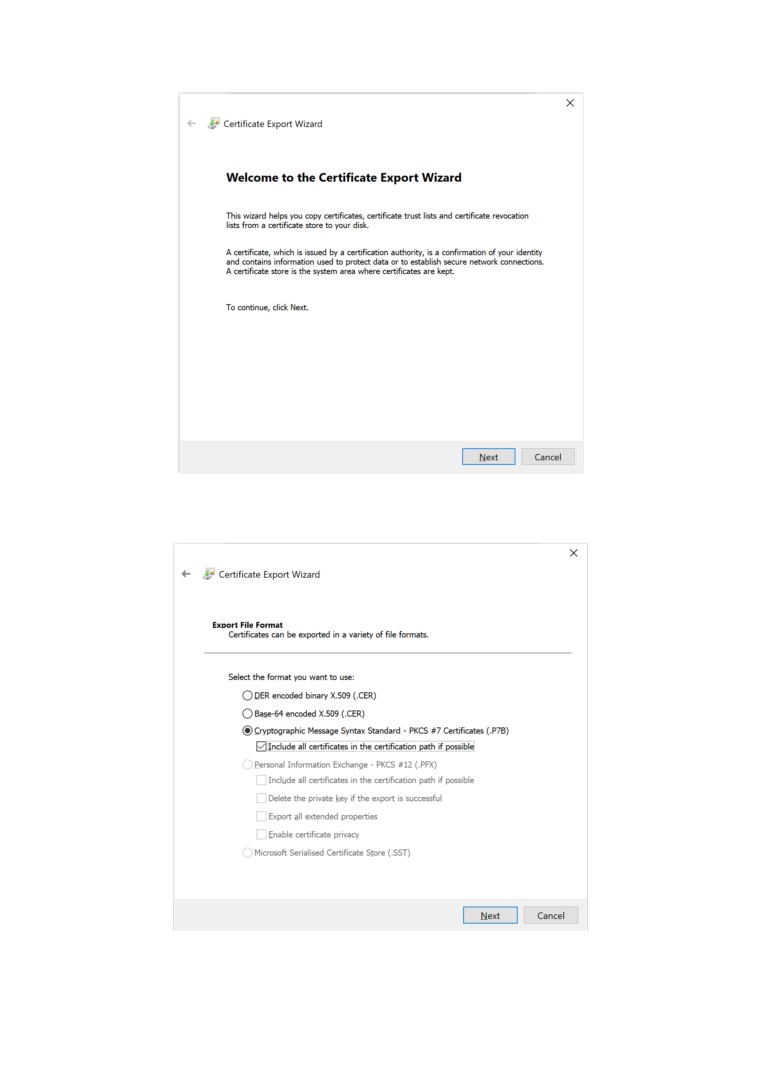 Certificate Export Wizard
Welcome to the Certificate Export Wizard
This wizard helps you copy certificates, certificate trust lists and certificate revocation
lists from a certificate store to your disk.
A certificate, which is issued by a certification authority, is a confirmation of your identity
and contains information used to protect data or to establish secure network connections.
A certificate store is the system area where certificates are kept.
To continue, click Next.
Next
Cancel
Certificate Export Wizard
Export File Format
Certificates can be exported in a variety of file formats.
Select the format you want to use:
DER encoded binary X.509 (.CER)
Base-64 encoded X.509 (.CER)
Cryptographic Message Syntax Standard - PKCS #7 Certificates (.P7B)
Include all certificates in the certification path if possible
Personal Information Exchange - PKCS #12 (.PFX)
Include all certificates in the certification path if possible
Delete the private key if the export is successful
Export all extended properties
Enable certificate privacy
Microsoft Serialised Certificate Store (.SST)
Next
Cancel